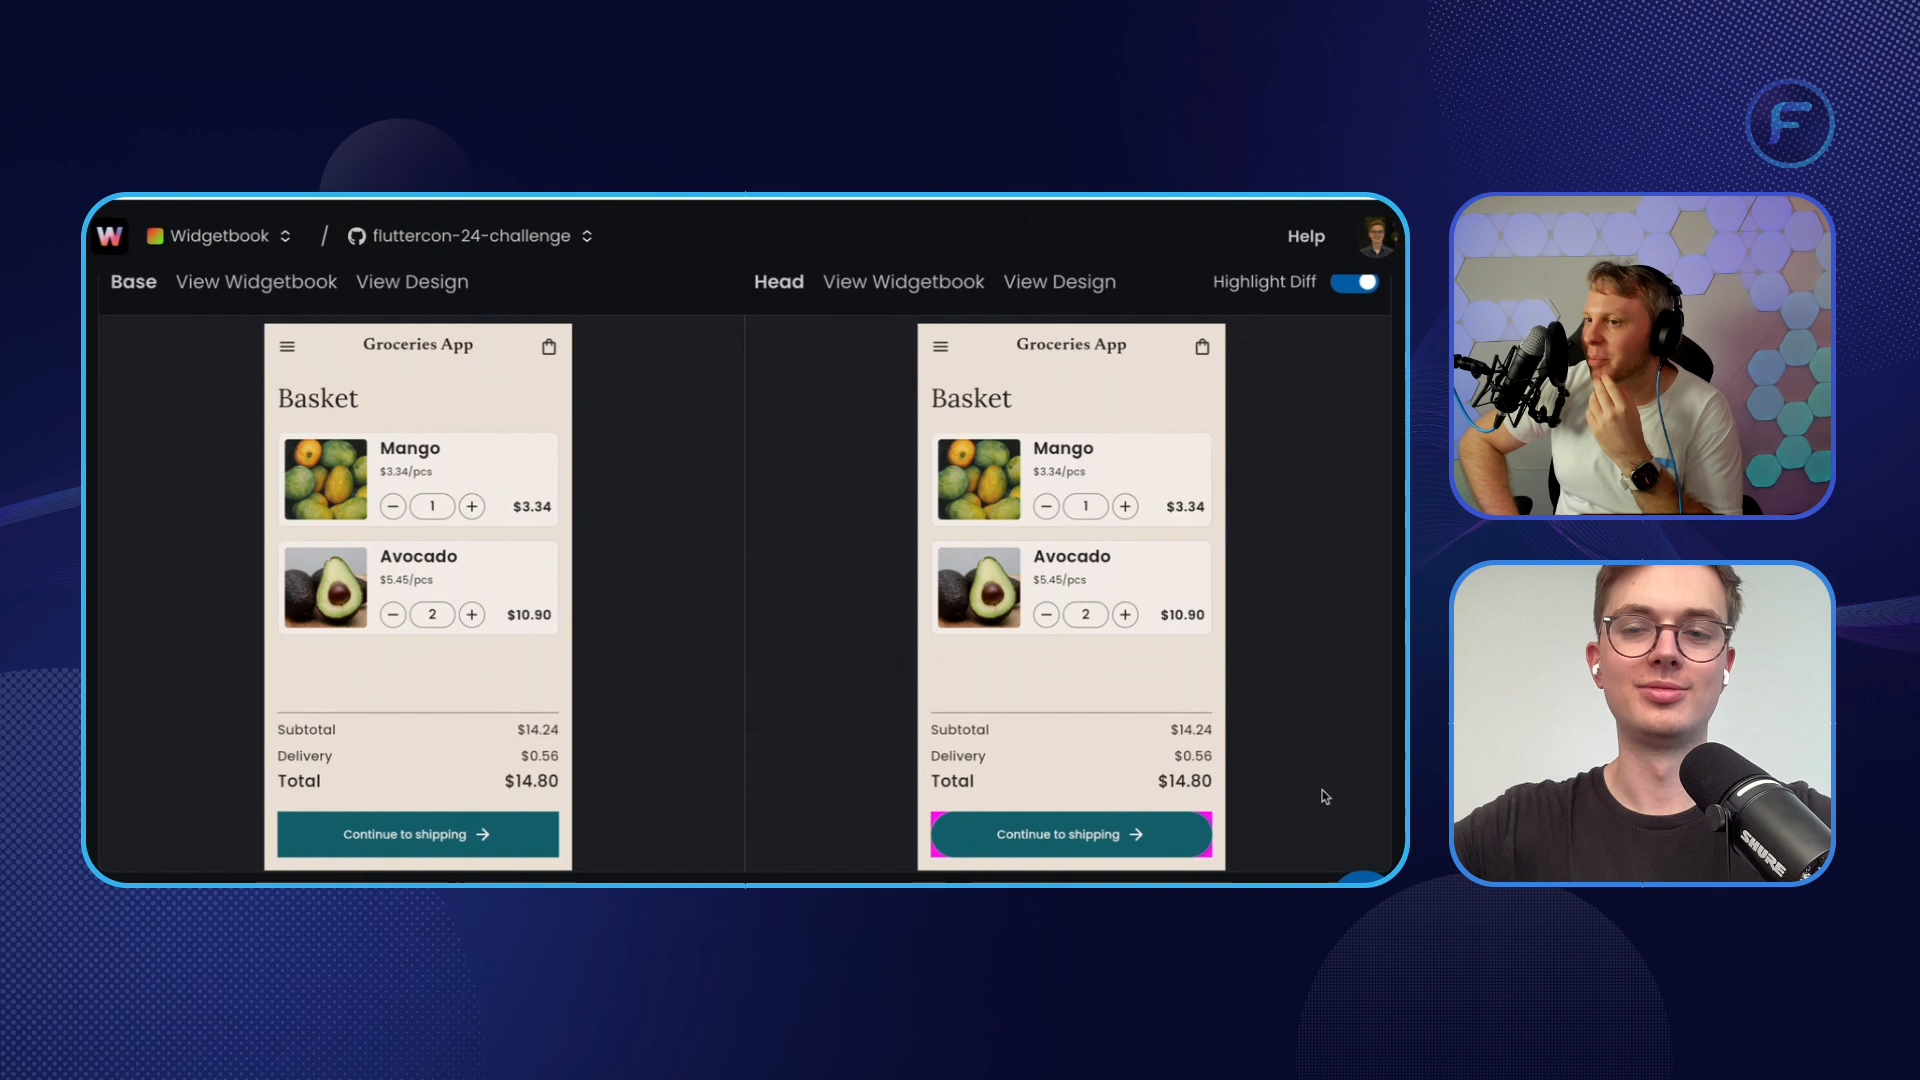 F
W Widgetbook / fluttercon-24-challenge Help
Base View Widgetbook View Design
Head View Widgetbook View Design Highlight Diff
Groceries App
Basket
Mango
$3.34/pcs
1 $3.34
Avocado
$5.45/pcs
2 $10.90
Subtotal $14.24
Delivery $0.56
Total $14.80
Continue to shipping
Groceries App
Basket
Mango
$3.34/pcs
1 $3.34
Avocado
$5.45/pcs
2 $10.90
Subtotal $14.24
Delivery $0.56
Total $14.80
Continue to shipping
SHURE